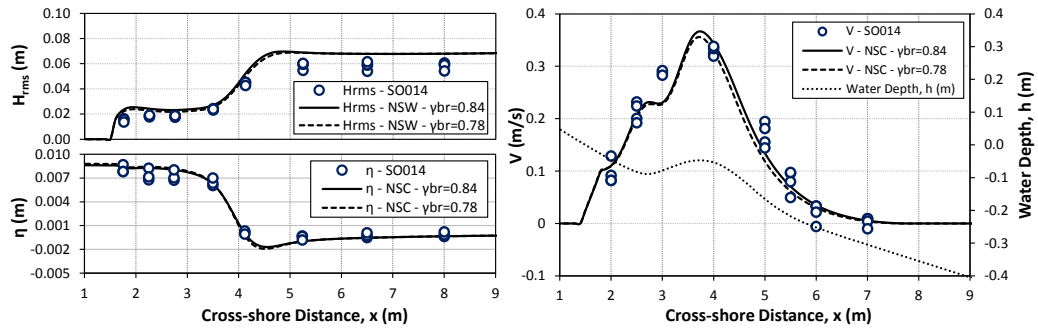 0.10
0.08
0.06
0.04
0.02
0.00
Hrms (m)
Hrms - SO014
Hrms - NSW - γbr=0.84
Hrms - NSW - γbr=0.78
0.010
0.007
0.004
0.001
-0.002
-0.005
η (m)
η - SO014
η - NSC - γbr=0.84
η - NSC - γbr=0.78
1 2 3 4 5 6 7 8 9
Cross-shore Distance, x (m)
0.4
0.3
0.2
0.1
0
-0.1
V (m/s)
V - SO014
V - NSC - γbr=0.84
V - NSC - γbr=0.78
Water Depth, h (m)
0.4
0.3
0.2
0.1
0.0
-0.1
-0.2
-0.3
-0.4
Water Depth, h (m)
1 2 3 4 5 6 7 8 9
Cross-shore Distance, x (m)